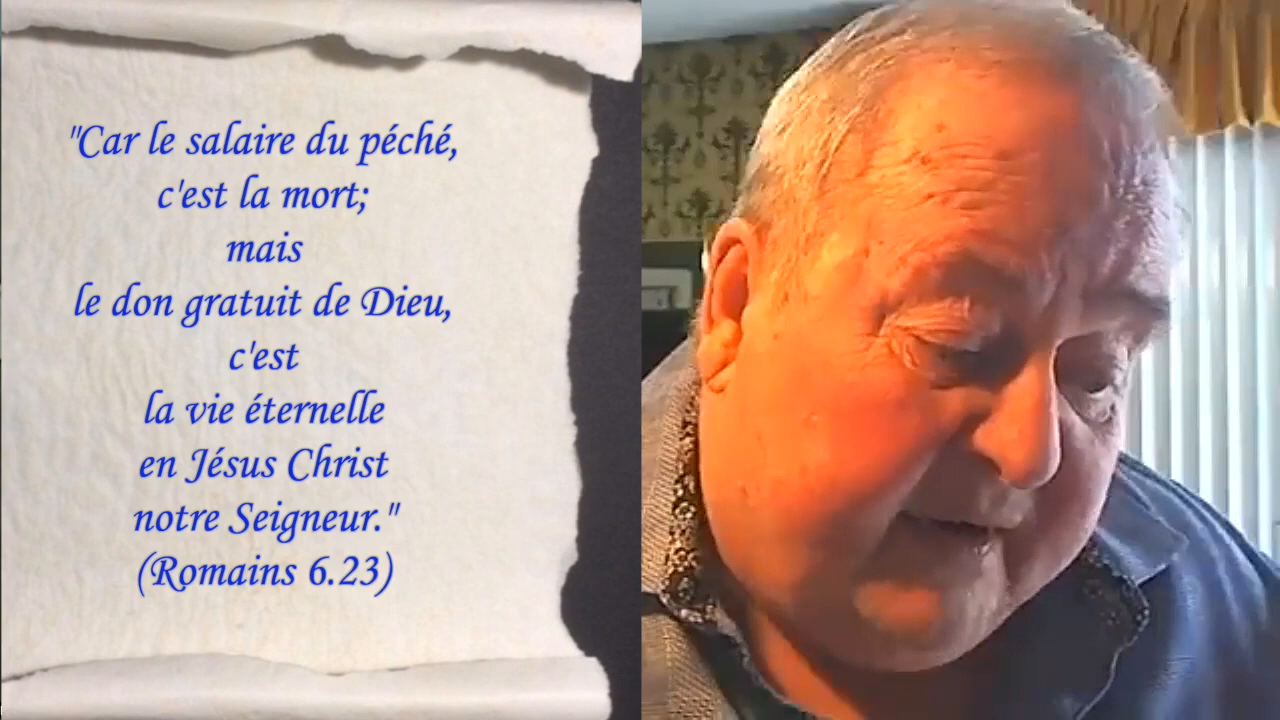 "Car le salaire du péché,
c'est la mort;
mais
le don gratuit de Dieu,
c'est
la vie éternelle
en Jésus Christ
notre Seigneur."
(Romains 6.23)